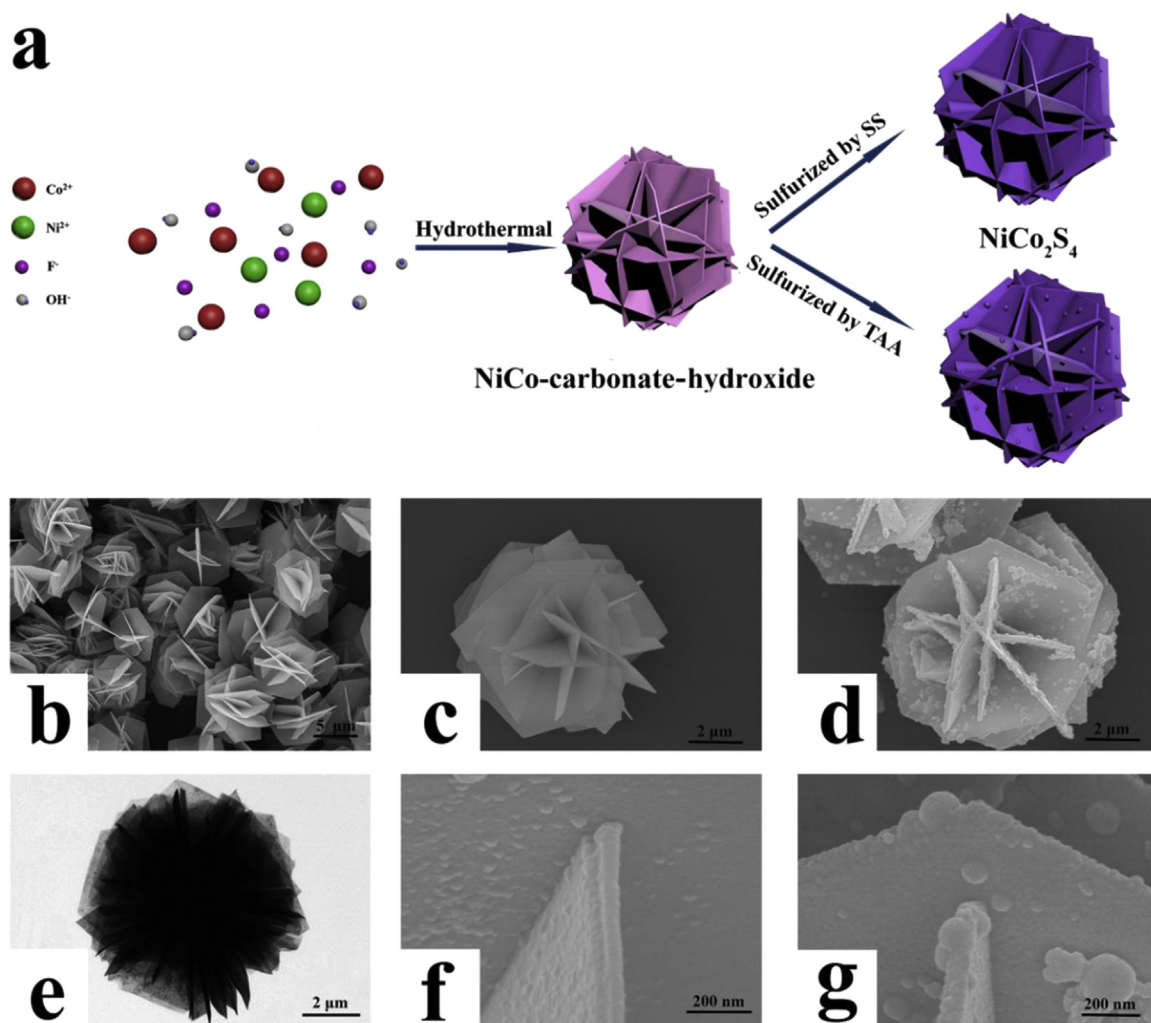 a
Co²⁺
Ni²⁺
F⁻
OH⁻
Hydrothermal
NiCo-carbonate-hydroxide
Sulfurized by SS
NiCo₂S₄
Sulfurized by TAA
b
5 μm
c
2 μm
d
2 μm
e
2 μm
f
200 nm
g
200 nm